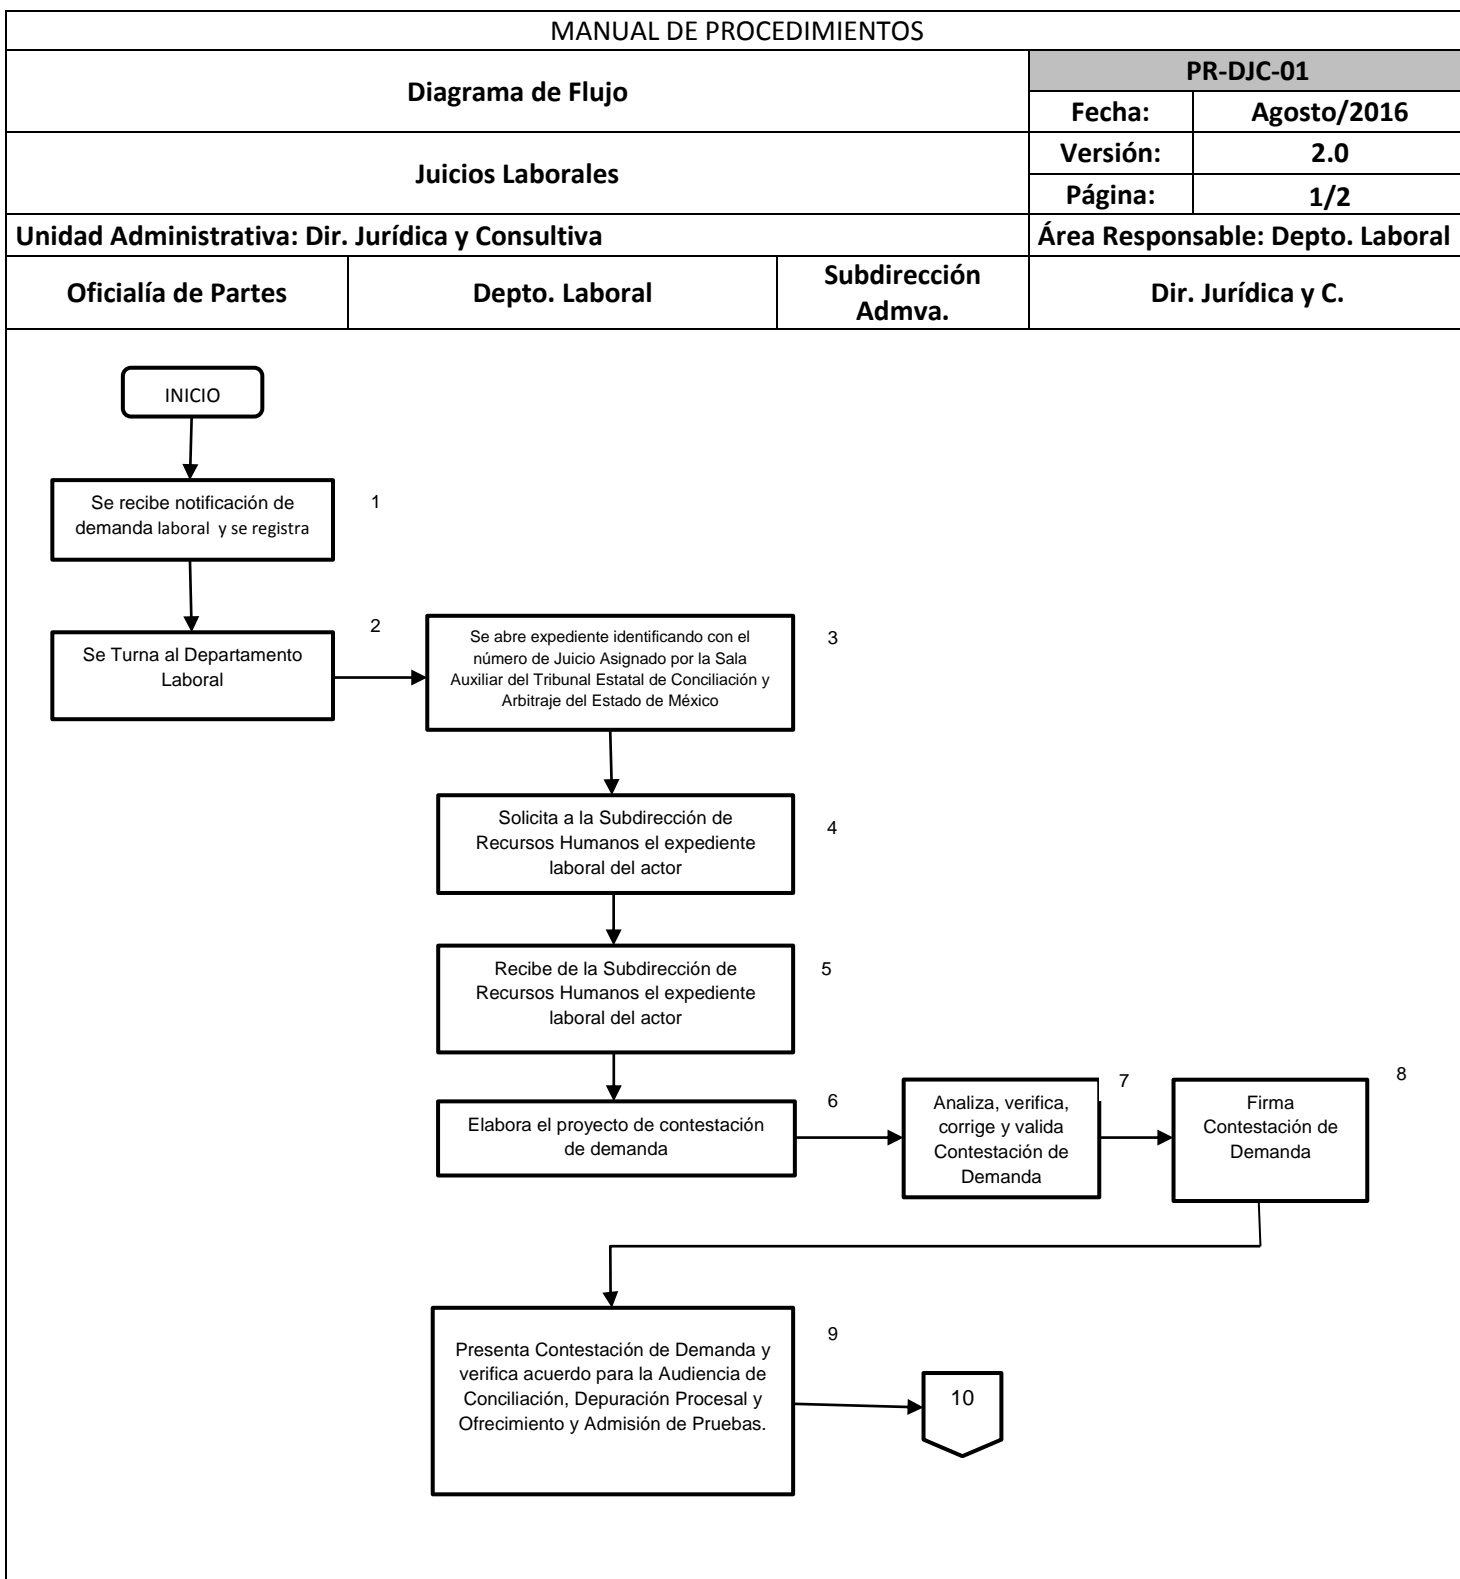 MANUAL DE PROCEDIMIENTOS
Diagrama de Flujo
PR-DJC-01
Fecha:
Agosto/2016
Juicios Laborales
Versión:
2.0
Página:
1/2
Unidad Administrativa: Dir. Jurídica y Consultiva
Área Responsable: Depto. Laboral
Oficialía de Partes
Depto. Laboral
Subdirección
Admva.
Dir. Jurídica y C.
INICIO
Se recibe notificación de
demanda laboral y se registra
1
Se Turna al Departamento
Laboral
2
Se abre expediente identificando con el
número de Juicio Asignado por la Sala
Auxiliar del Tribunal Estatal de Conciliación y
Arbitraje del Estado de México
3
Solicita a la Subdirección de
Recursos Humanos el expediente
laboral del actor
4
Recibe de la Subdirección de
Recursos Humanos el expediente
laboral del actor
5
Elabora el proyecto de contestación
de demanda
6
Analiza, verifica,
corrige y valida
Contestación de
Demanda
7
Firma
Contestación de
Demanda
8
Presenta Contestación de Demanda y
verifica acuerdo para la Audiencia de
Conciliación, Depuración Procesal y
Ofrecimiento y Admisión de Pruebas.
9
10